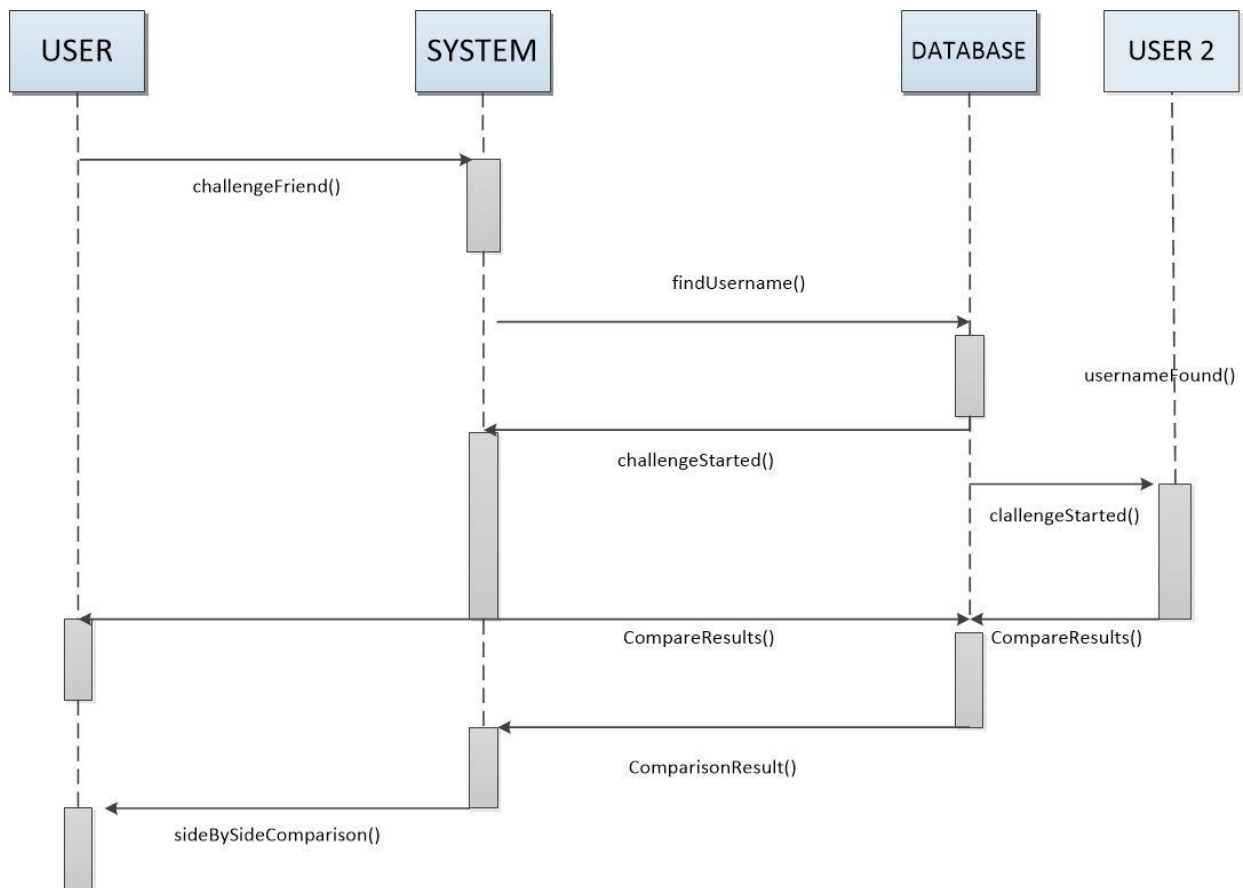 USER
SYSTEM
DATABASE
USER 2
challengeFriend()
findUsername()
usernameFound()
challengeStarted()
clallengeStarted()
CompareResults()
CompareResults()
ComparisonResult()
sideBySideComparison()